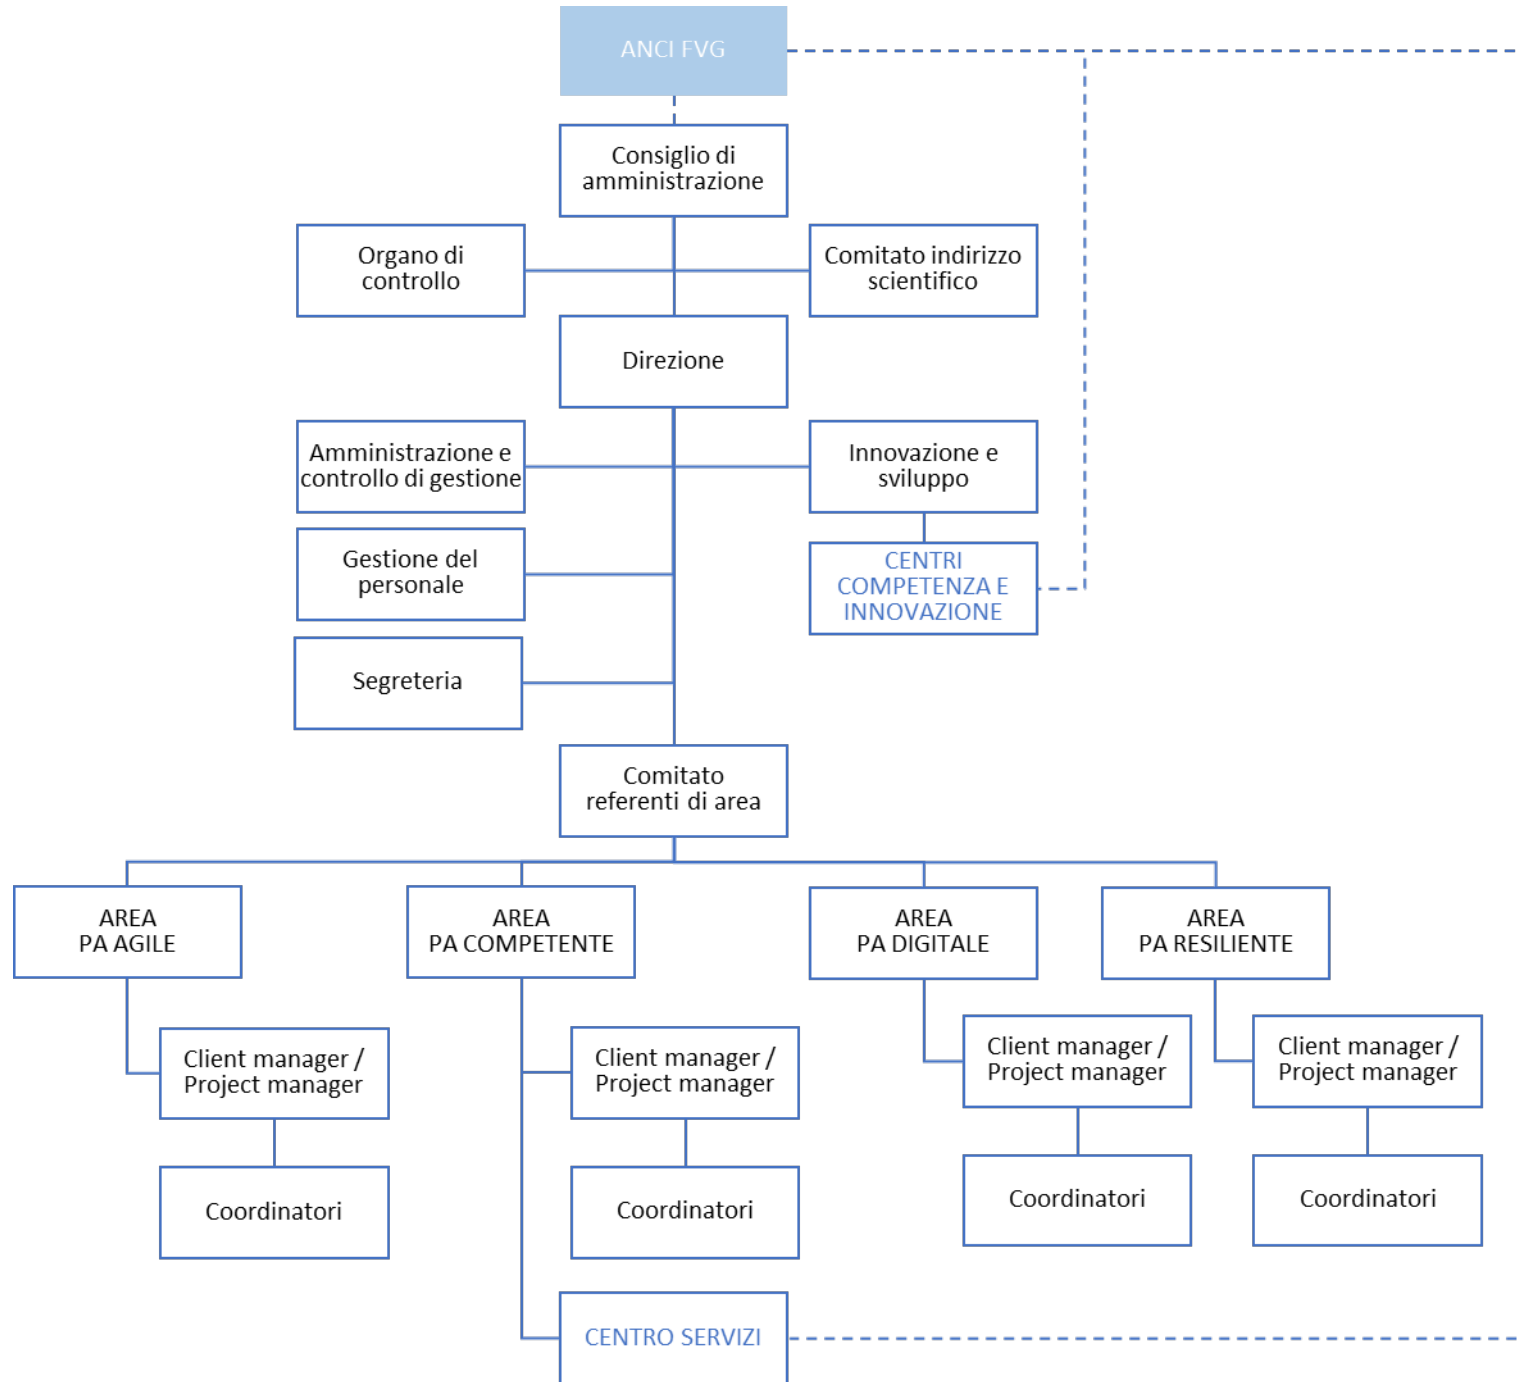 ANCI FVG
Consiglio di
amministrazione
Organo di
controllo
Comitato indirizzo
scientifico
Direzione
Amministrazione e
controllo di gestione
Innovazione e
sviluppo
Gestione del
personale
CENTRI
COMPETENZA E
INNOVAZIONE
Segreteria
Comitato
referenti di area
AREA
PA AGILE
AREA
PA COMPETENTE
AREA
PA DIGITALE
AREA
PA RESILIENTE
Client manager /
Project manager
Client manager /
Project manager
Client manager /
Project manager
Client manager /
Project manager
Coordinatori
Coordinatori
Coordinatori
Coordinatori
CENTRO SERVIZI